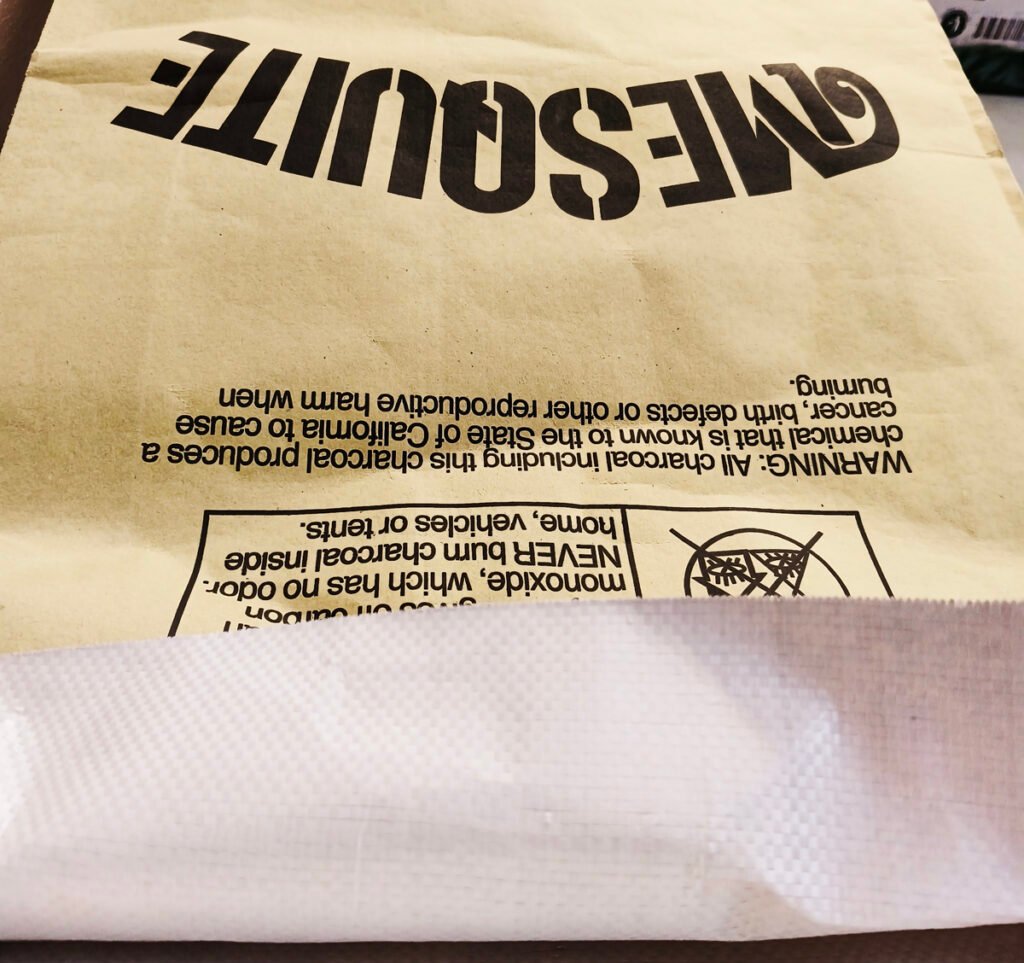 MESQUITE
WARNING: All charcoal including this charcoal produces a
chemical that is known to the State of California to cause
cancer, birth defects or other reproductive harm when
burning.
home, vehicles or tents.
NEVER burn charcoal inside
monoxide, which has no odor.